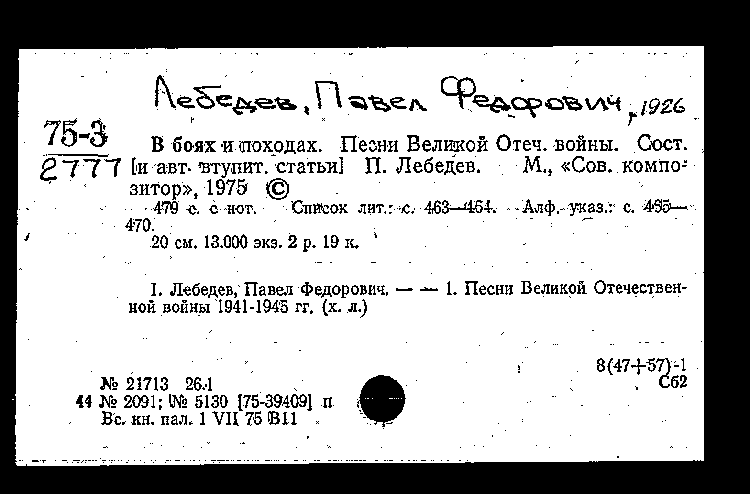 Лебедев, Павел Федорович, р. 1926
75-3
2777
В боях и походах. Песни Великой Отеч. войны. Сост.
[и авт. втупит. статьи] П. Лебедев. М., «Сов. компо-
зитор», 1975 ©
479 с. с нот. Список лит.: с. 463—464. Алф. указ.: с. 465—
470.
20 см. 13.000 экз. 2 р. 19 к.
I. Лебедев, Павел Федорович. — — 1. Песни Великой Отечествен-
ной войны 1941-1945 гг. (х. л.)
8(47+57)-1
С62
№ 21713 26.1
44 № 2091; № 5130 [75-39409] п
Вс. кн. пал. 1 VII 75 В11